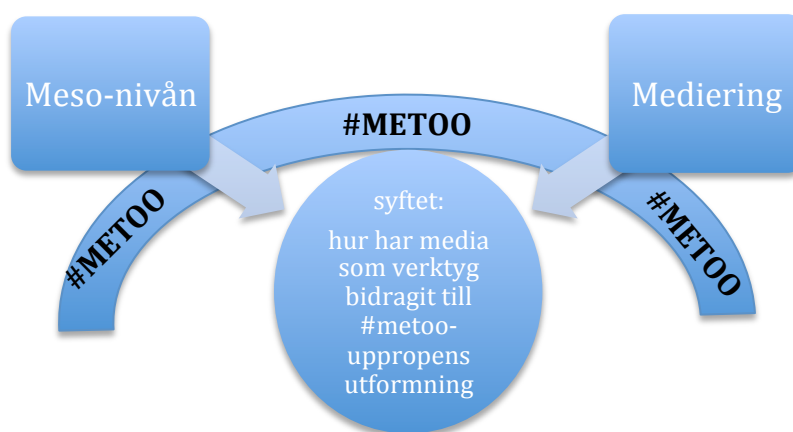 Meso-nivån
Mediering
#METOO
#METOO
#METOO
syftet:
hur har media
som verktyg
bidragit till
#metoo-
uppropens
utformning